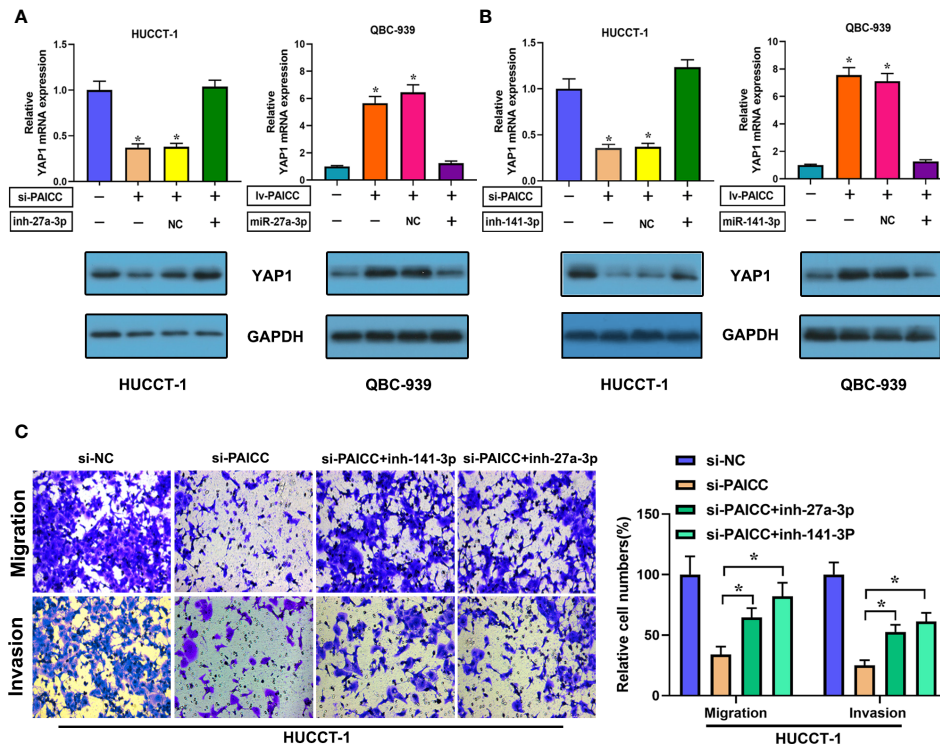 A
HUCCT-1
Relative
YAP1 mRNA expression
1.5
1.0
0.5
0.0
* *
si-PAICC – + + +
inh-27a-3p – – NC +
QBC-939
Relative
YAP1 mRNA expression
10
8
6
4
2
0
* *
lv-PAICC – + + +
miR-27a-3p – – NC +
YAP1
GAPDH
HUCCT-1
QBC-939
B
HUCCT-1
Relative
YAP1 mRNA expression
1.5
1.0
0.5
0.0
* *
si-PAICC – + + +
inh-141-3p – – NC +
QBC-939
Relative
YAP1 mRNA expression
10
8
6
4
2
0
* *
lv-PAICC – + + +
miR-141-3p – – NC +
YAP1
GAPDH
HUCCT-1
QBC-939
C
si-NC si-PAICC si-PAICC+inh-141-3p si-PAICC+inh-27a-3p
Migration
Invasion
HUCCT-1
si-NC
si-PAICC
si-PAICC+inh-27a-3p
si-PAICC+inh-141-3P
Relative cell numbers(%)
150
100
50
0
* * * *
Migration Invasion
HUCCT-1